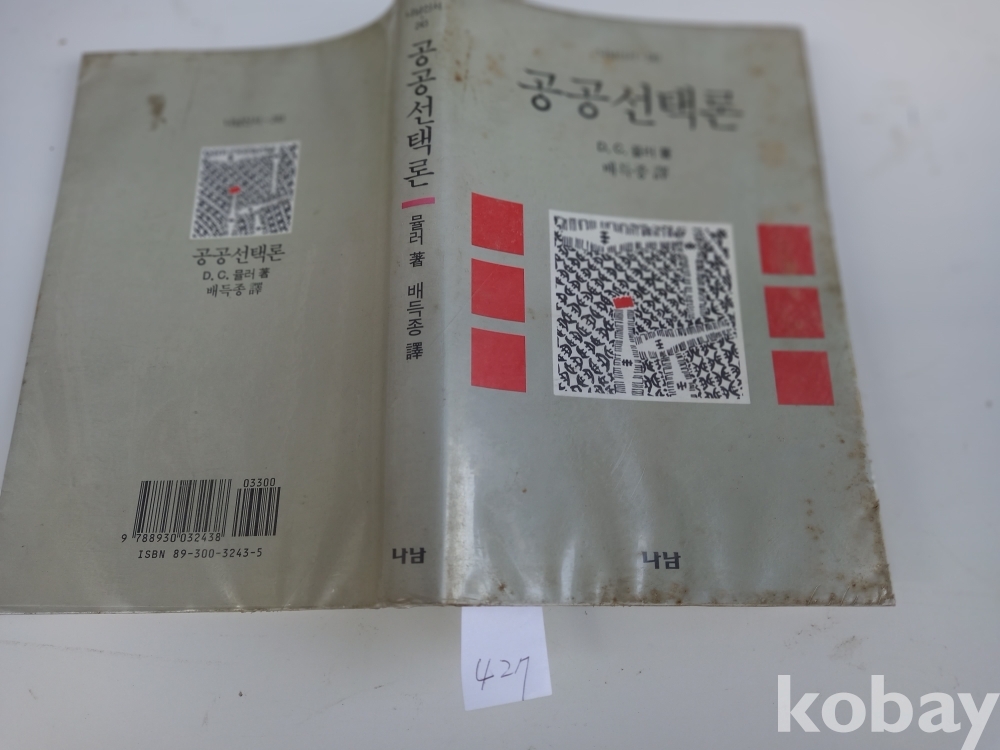 공공선택론
D. C. 뮬러 著
배득종 譯
03300
9 788930 032438
ISBN 89-300-3243-5
공공선택론
뮬러 著
배득종 譯
나남
공공선택론
D. C. 뮬러 著
배득종 譯
나남
427
kobay